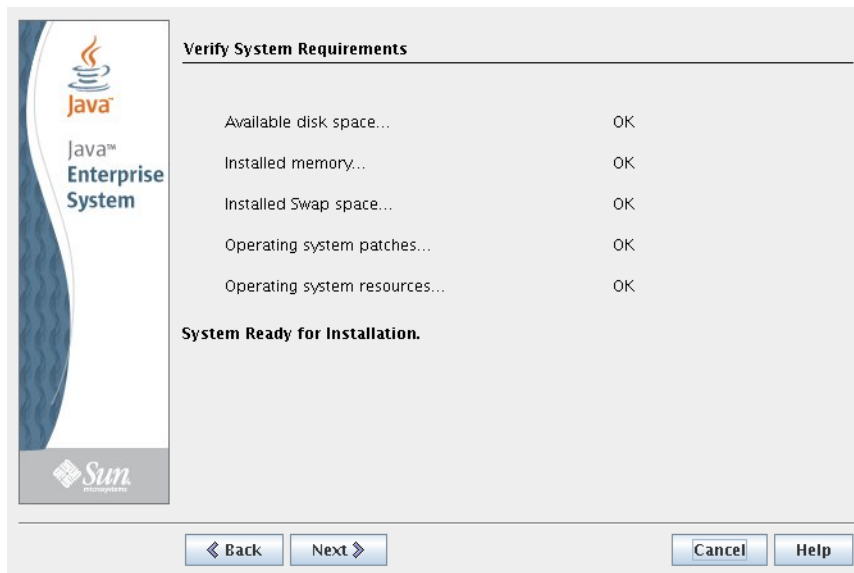 Java™
Java™
Enterprise
System
Sun
microsystems
Verify System Requirements
Available disk space... OK
Installed memory... OK
Installed Swap space... OK
Operating system patches... OK
Operating system resources... OK
System Ready for Installation.
Back Next Cancel Help